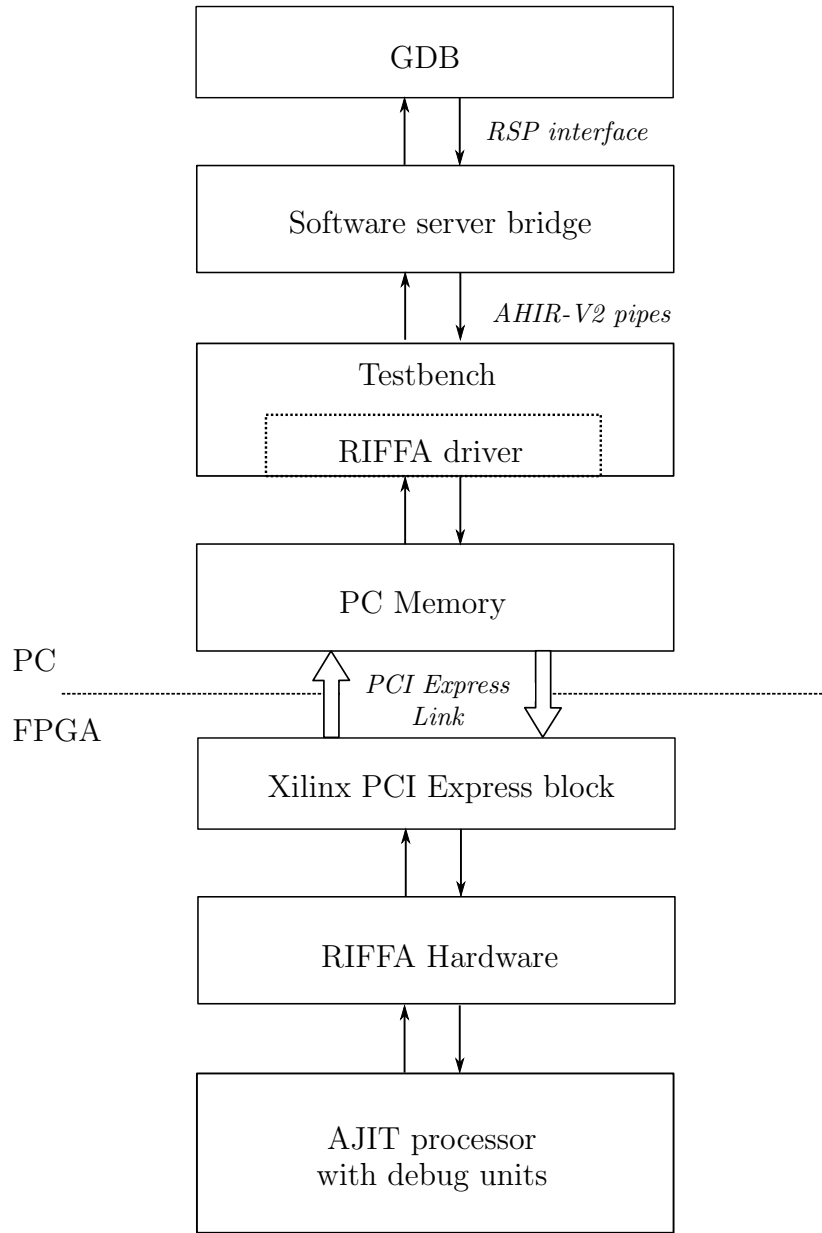 GDB
RSP interface
Software server bridge
AHIR-V2 pipes
Testbench
RIFFA driver
PC Memory
PC
PCI Express
Link
FPGA
Xilinx PCI Express block
RIFFA Hardware
AJIT processor
with debug units